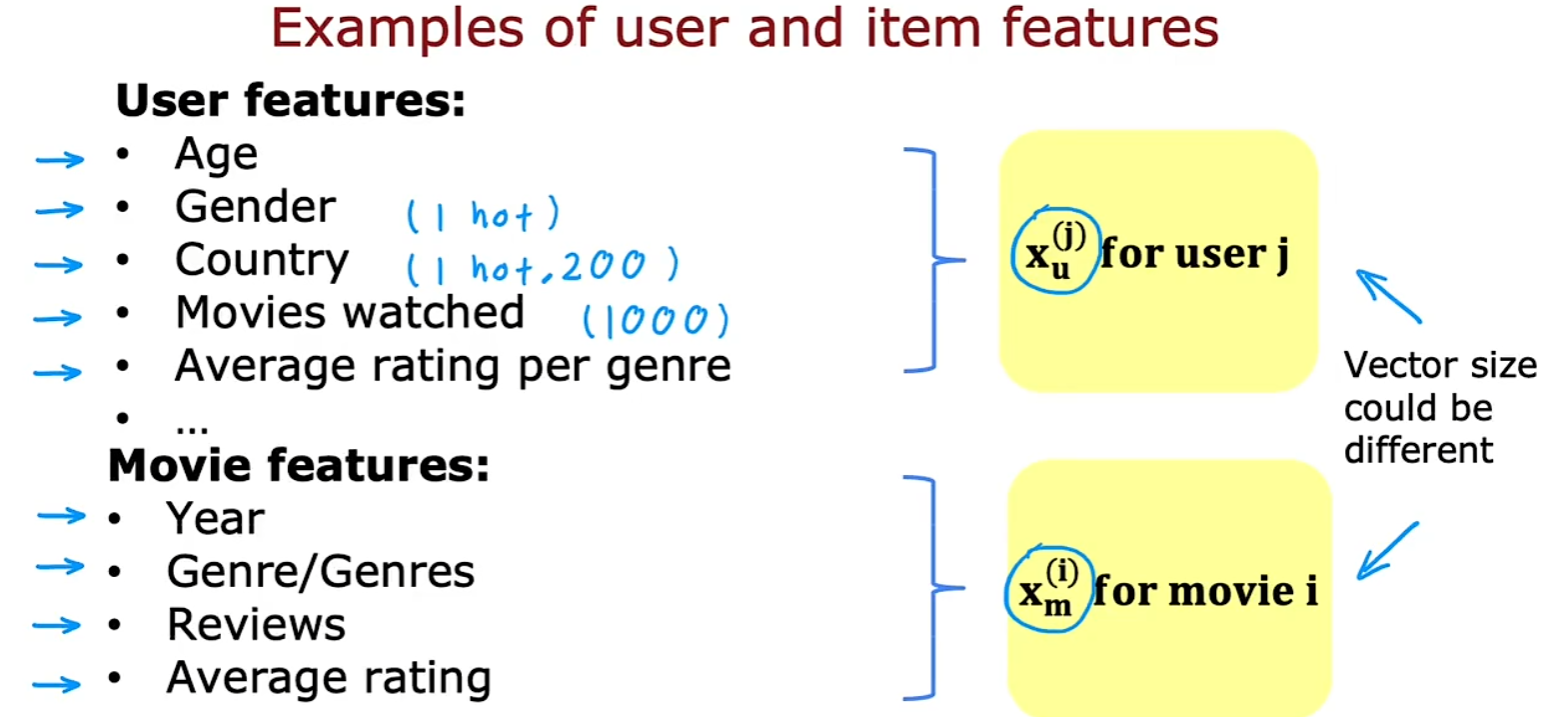 Examples of user and item features
User features:
• Age
• Gender (1 hot)
• Country (1 hot, 200)
• Movies watched (1000)
• Average rating per genre
• ...
x_u^(j) for user j
Vector size
could be
different
Movie features:
• Year
• Genre/Genres
• Reviews
• Average rating
x_m^(i) for movie i